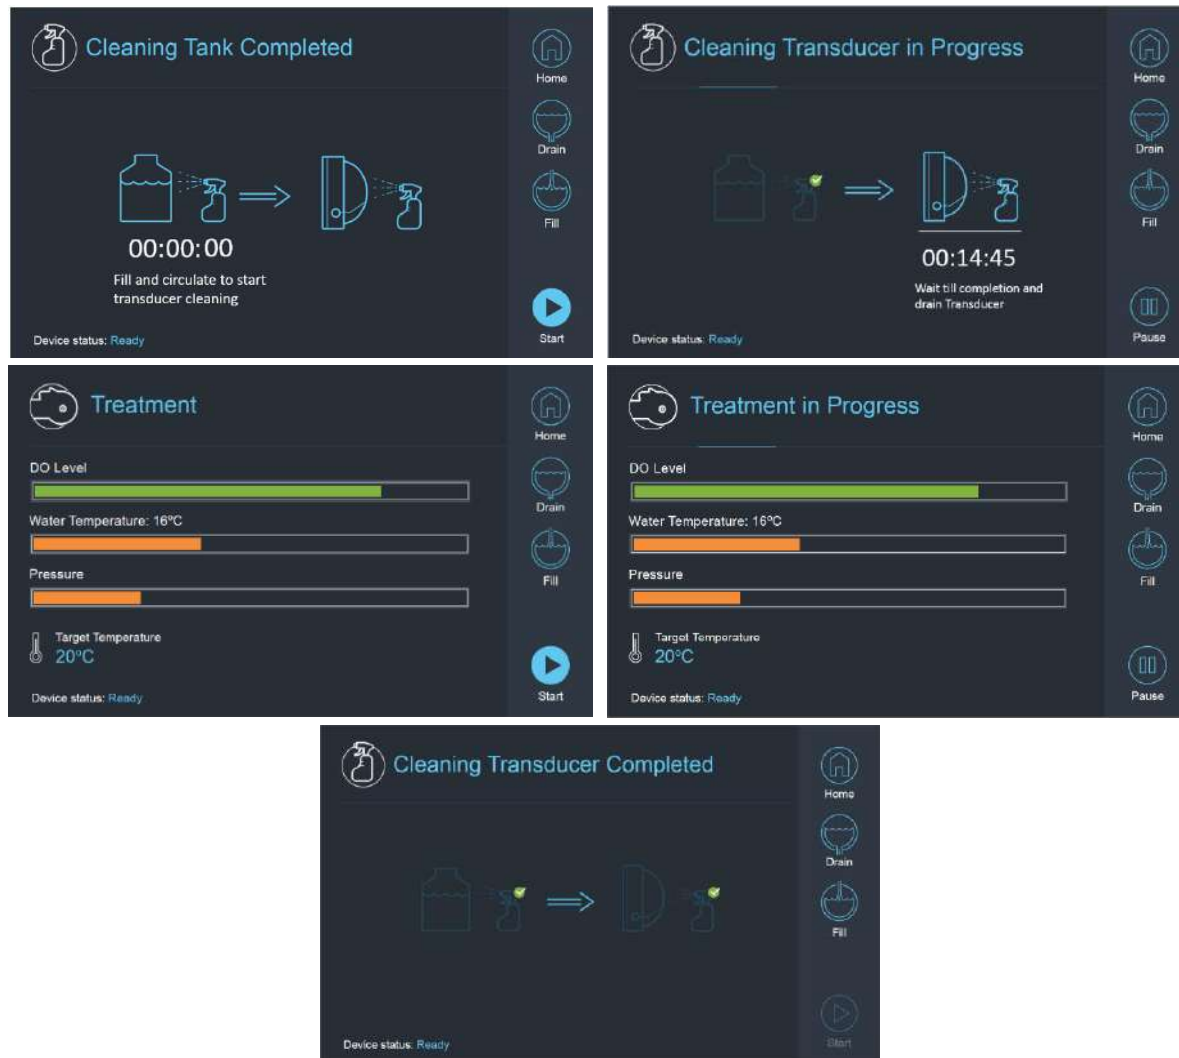 Cleaning Tank Completed
Home
Drain
Fill
00:00:00
Fill and circulate to start
transducer cleaning
Start
Device status: Ready
Cleaning Transducer in Progress
Home
Drain
Fill
00:14:45
Wait till completion and
drain Transducer
Pause
Device status: Ready
Treatment
Home
DO Level
Drain
Water Temperature: 16ºC
Pressure
Fill
Target Temperature
20°C
Start
Device status: Ready
Treatment in Progress
Home
DO Level
Drain
Water Temperature: 16ºC
Pressure
Fill
Target Temperature
20°C
Pause
Device status: Ready
Cleaning Transducer Completed
Home
Drain
Fill
Start
Device status: Ready